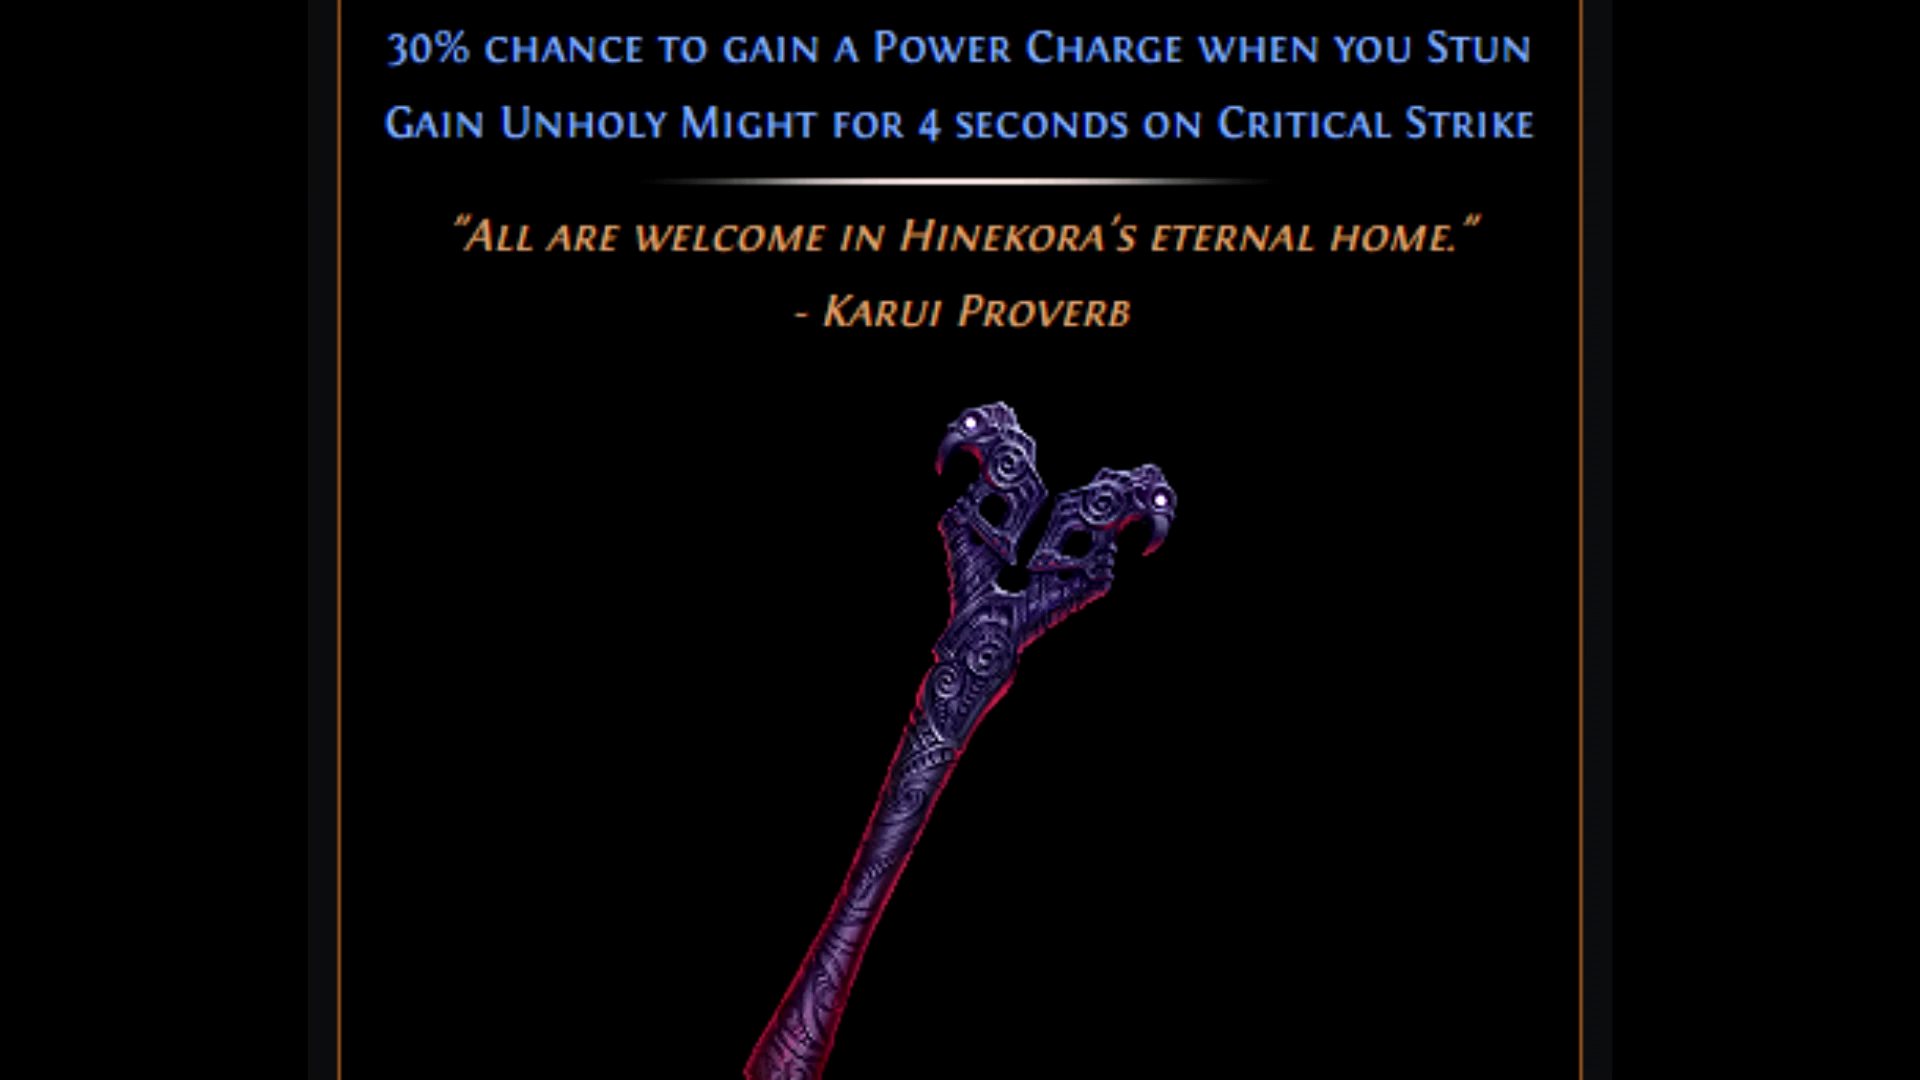 30% chance to gain a Power Charge when you Stun
Gain Unholy Might for 4 seconds on Critical Strike
"All are welcome in Hinekora's eternal home."
- Karui Proverb